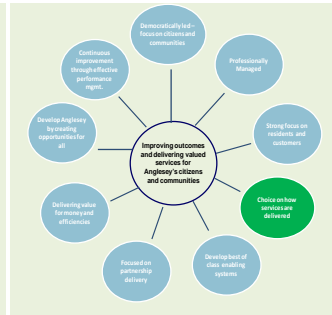 Democratically led –
focus on citizens and
communities
Professionally
Managed
Strong focus on
residents and
customers
Choice on how
services are
delivered
Develop best of
class enabling
systems
Focused on
partnership
delivery
Delivering value
for money and
efficiencies
Develop Anglesey
by creating
opportunities for
all
Continuous
improvement
through effective
performance
mgmt.
Improving outcomes
and delivering valued
services for
Anglesey's citizens
and communities